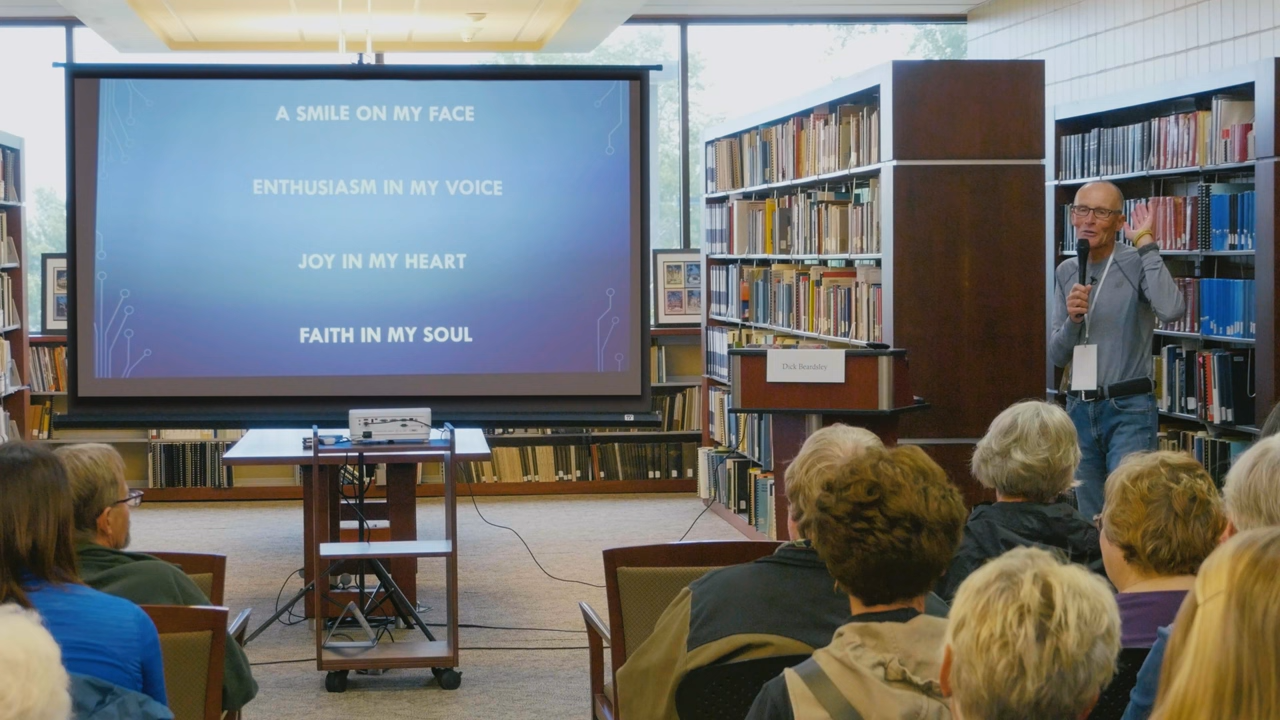 A SMILE ON MY FACE
ENTHUSIASM IN MY VOICE
JOY IN MY HEART
FAITH IN MY SOUL
Dick Beardsley